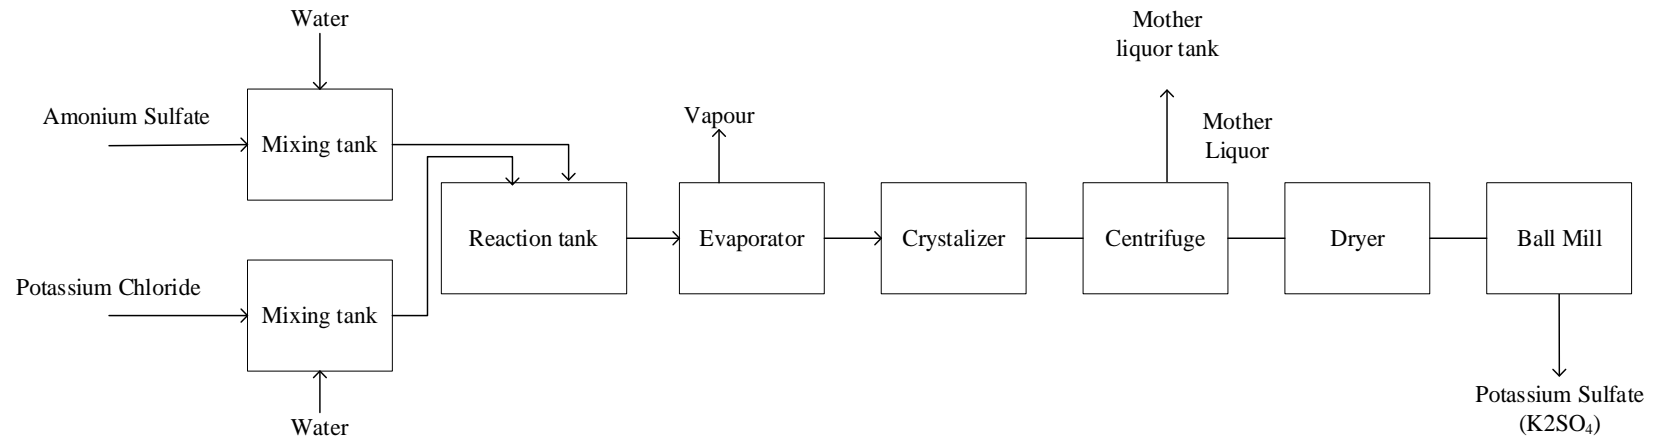 Water
Mother
liquor tank
Amonium Sulfate
Vapour
Mother
Liquor
Mixing tank
Reaction tank
Evaporator
Crystalizer
Centrifuge
Dryer
Ball Mill
Potassium Chloride
Mixing tank
Water
Potassium Sulfate
(K2SO₄)